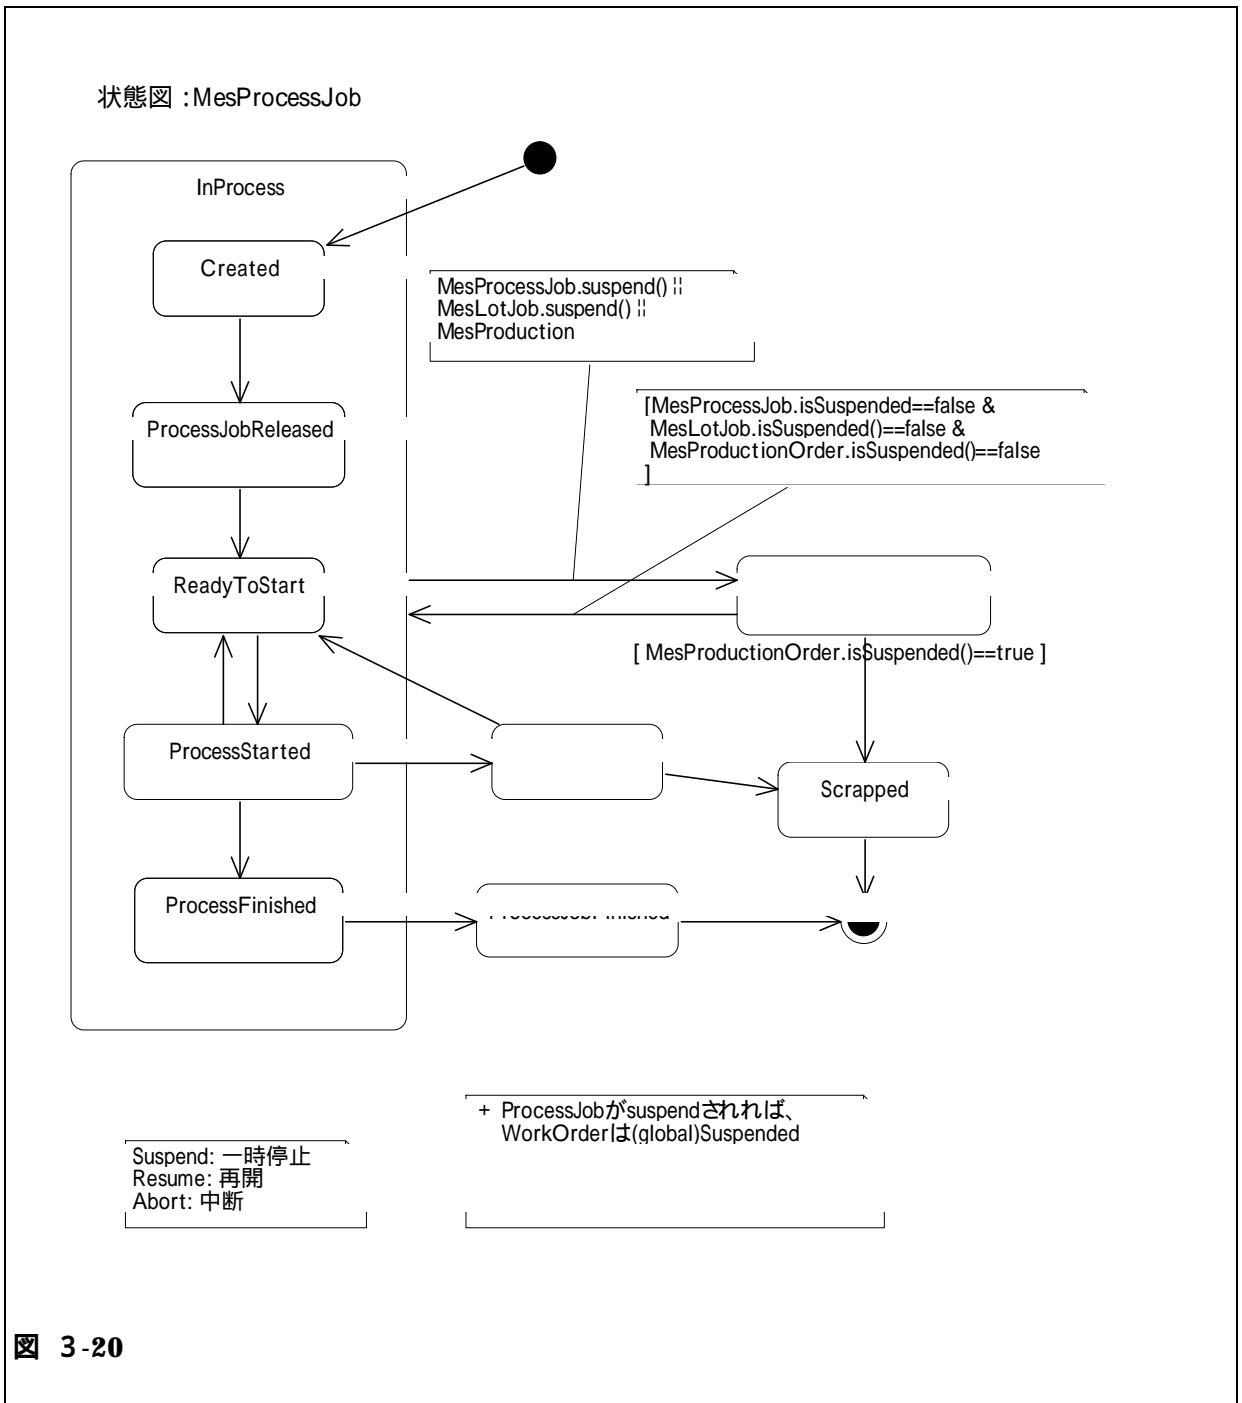 状態図 :MesProcessJob
InProcess
Created
MesProcessJob.suspend() ¦¦
MesLotJob.suspend() ¦¦
MesProduction
[MesProcessJob.isSuspended==false &
MesLotJob.isSuspended()==false &
MesProductionOrder.isSuspended()==false
]
ProcessJobReleased
ReadyToStart
[ MesProductionOrder.isSuspended()==true ]
ProcessStarted
Scrapped
ProcessFinished
+ ProcessJobがsuspendされれば、
WorkOrderは(global)Suspended
Suspend: 一時停止
Resume: 再開
Abort: 中断
図 3-20